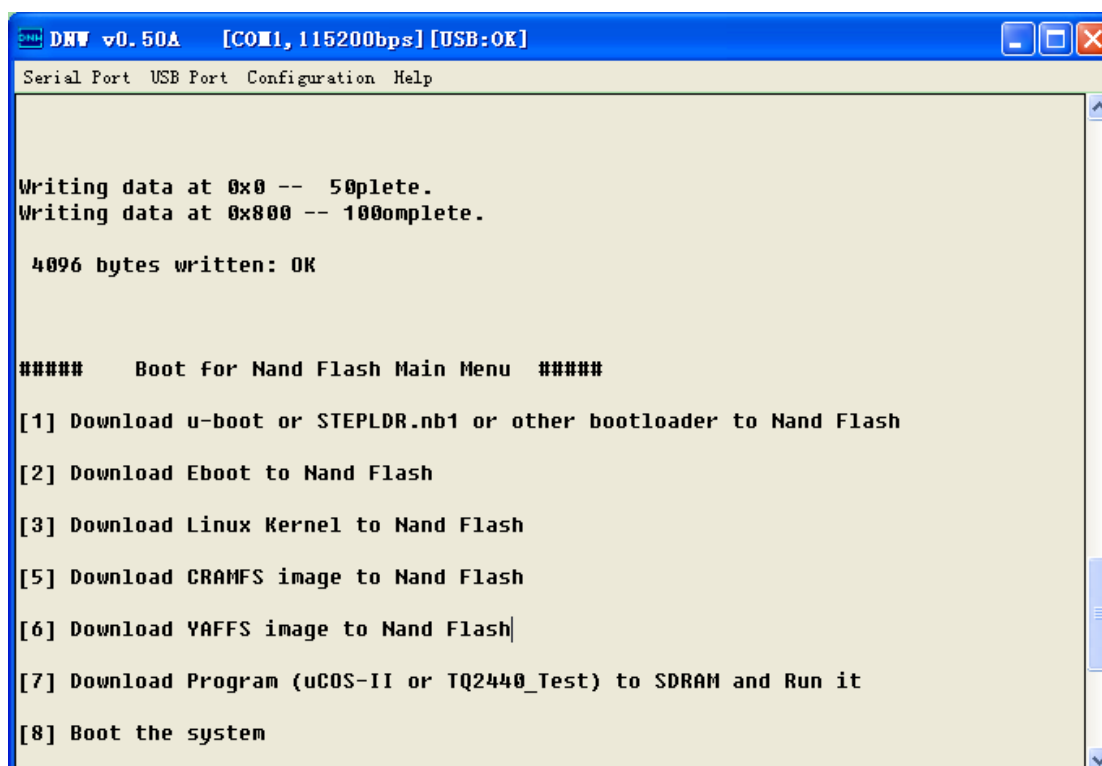 DNW v0.50A [COM1,115200bps][USB:OK]
Serial Port USB Port Configuration Help
Writing data at 0x0 -- 50plete.
Writing data at 0x800 -- 100omplete.
4096 bytes written: OK
##### Boot for Nand Flash Main Menu #####
[1] Download u-boot or STEPLDR.nb1 or other bootloader to Nand Flash
[2] Download Eboot to Nand Flash
[3] Download Linux Kernel to Nand Flash
[5] Download CRAMFS image to Nand Flash
[6] Download YAFFS image to Nand Flash
[7] Download Program (uCOS-II or TQ2440_Test) to SDRAM and Run it
[8] Boot the system